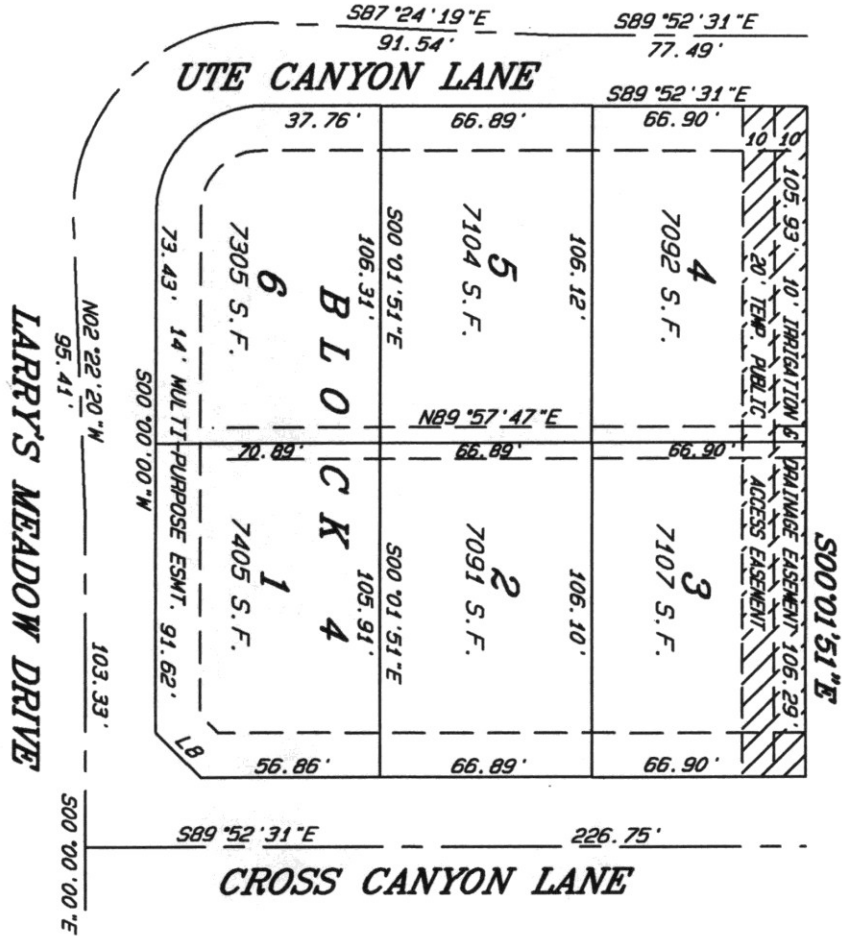 S87°24'19"E
91.54'
S89°52'31"E
77.49'
UTE CANYON LANE
S89°52'31"E
37.76'
66.89'
66.90'
10 10
105.93' 10' IRRIGATION & DRAINAGE EASEMENT 106.29'
20' TEMP. PUBLIC ACCESS EASEMENT
S00°01'51"E
4
7092 S.F.
106.12'
5
7104 S.F.
S00°01'51"E
106.31'
6
7305 S.F.
73.43' 14' MULTI-PURPOSE ESMT. 91.62'
S00°00'00"W
BLOCK 4
N89°57'47"E
70.89'
66.89'
66.90'
3
7107 S.F.
106.10'
2
7091 S.F.
S00°01'51"E
105.91'
1
7405 S.F.
L8
56.86'
66.89'
66.90'
N02°22'20"W
95.41'
103.33'
S00°00'00"E
LARRY'S MEADOW DRIVE
S89°52'31"E
226.75'
CROSS CANYON LANE